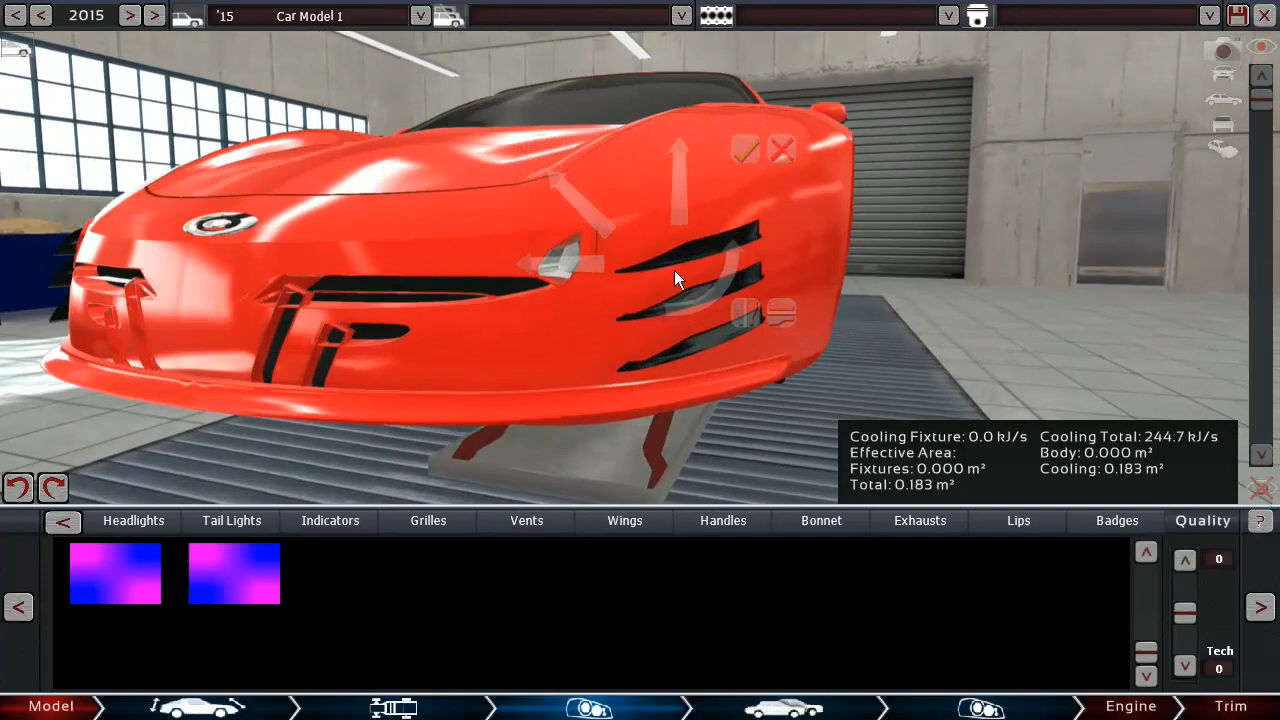 2015
'15 Car Model 1
Cooling Fixture: 0.0 kJ/s Cooling Total: 244.7 kJ/s
Effective Area: Body: 0.000 m²
Fixtures: 0.000 m² Cooling: 0.183 m²
Total: 0.183 m²
< Headlights Tail Lights Indicators Grilles Vents Wings Handles Bonnet Exhausts Lips Badges Quality ?
0
Tech
0
Model Engine Trim